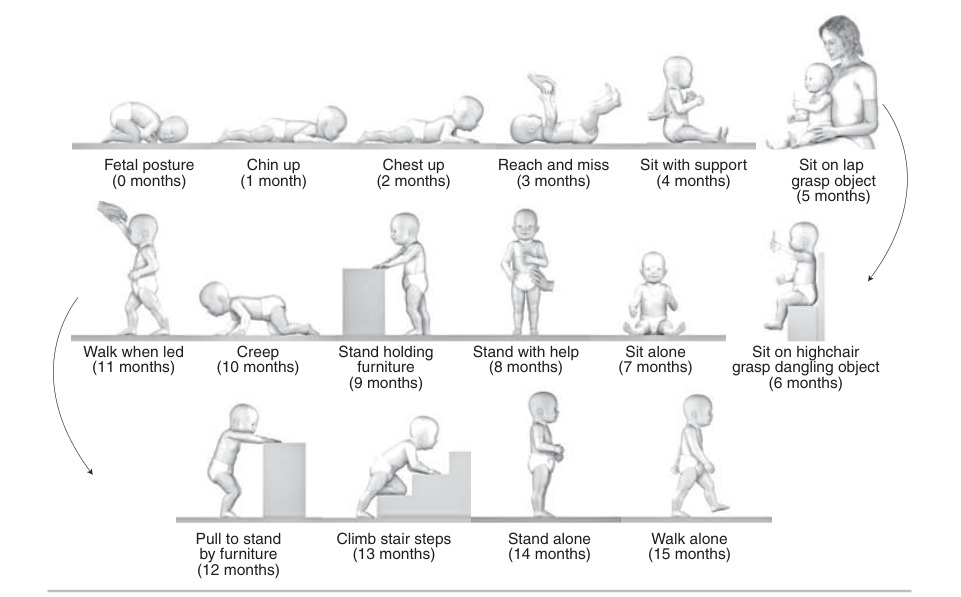 Fetal posture
(0 months)
Chin up
(1 month)
Chest up
(2 months)
Reach and miss
(3 months)
Sit with support
(4 months)
Sit on lap
grasp object
(5 months)
Walk when led
(11 months)
Creep
(10 months)
Stand holding
furniture
(9 months)
Stand with help
(8 months)
Sit alone
(7 months)
Sit on highchair
grasp dangling object
(6 months)
Pull to stand
by furniture
(12 months)
Climb stair steps
(13 months)
Stand alone
(14 months)
Walk alone
(15 months)